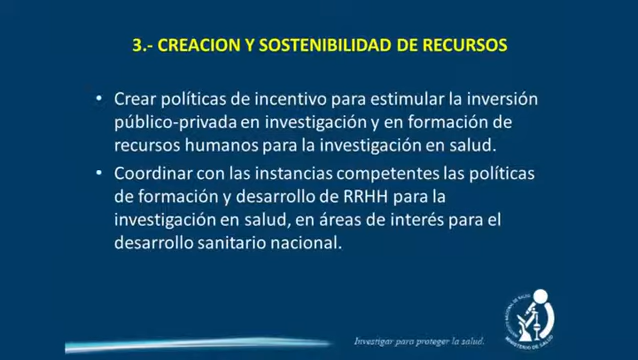 3.- CREACION Y SOSTENIBILIDAD DE RECURSOS
• Crear políticas de incentivo para estimular la inversión
público-privada en investigación y en formación de
recursos humanos para la investigación en salud.
• Coordinar con las instancias competentes las políticas
de formación y desarrollo de RRHH para la
investigación en salud, en áreas de interés para el
desarrollo sanitario nacional.
Investigar para proteger la salud.
MINISTERIO DE SALUD